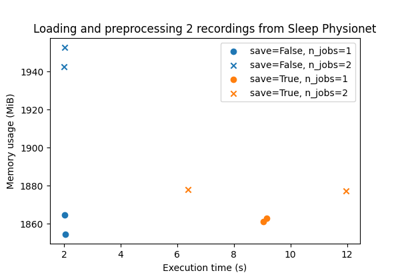 Loading and preprocessing 2 recordings from Sleep Physionet
save=False, n_jobs=1
save=False, n_jobs=2
save=True, n_jobs=1
save=True, n_jobs=2
Memory usage (MiB)
1940
1920
1900
1880
1860
2 4 6 8 10 12
Execution time (s)